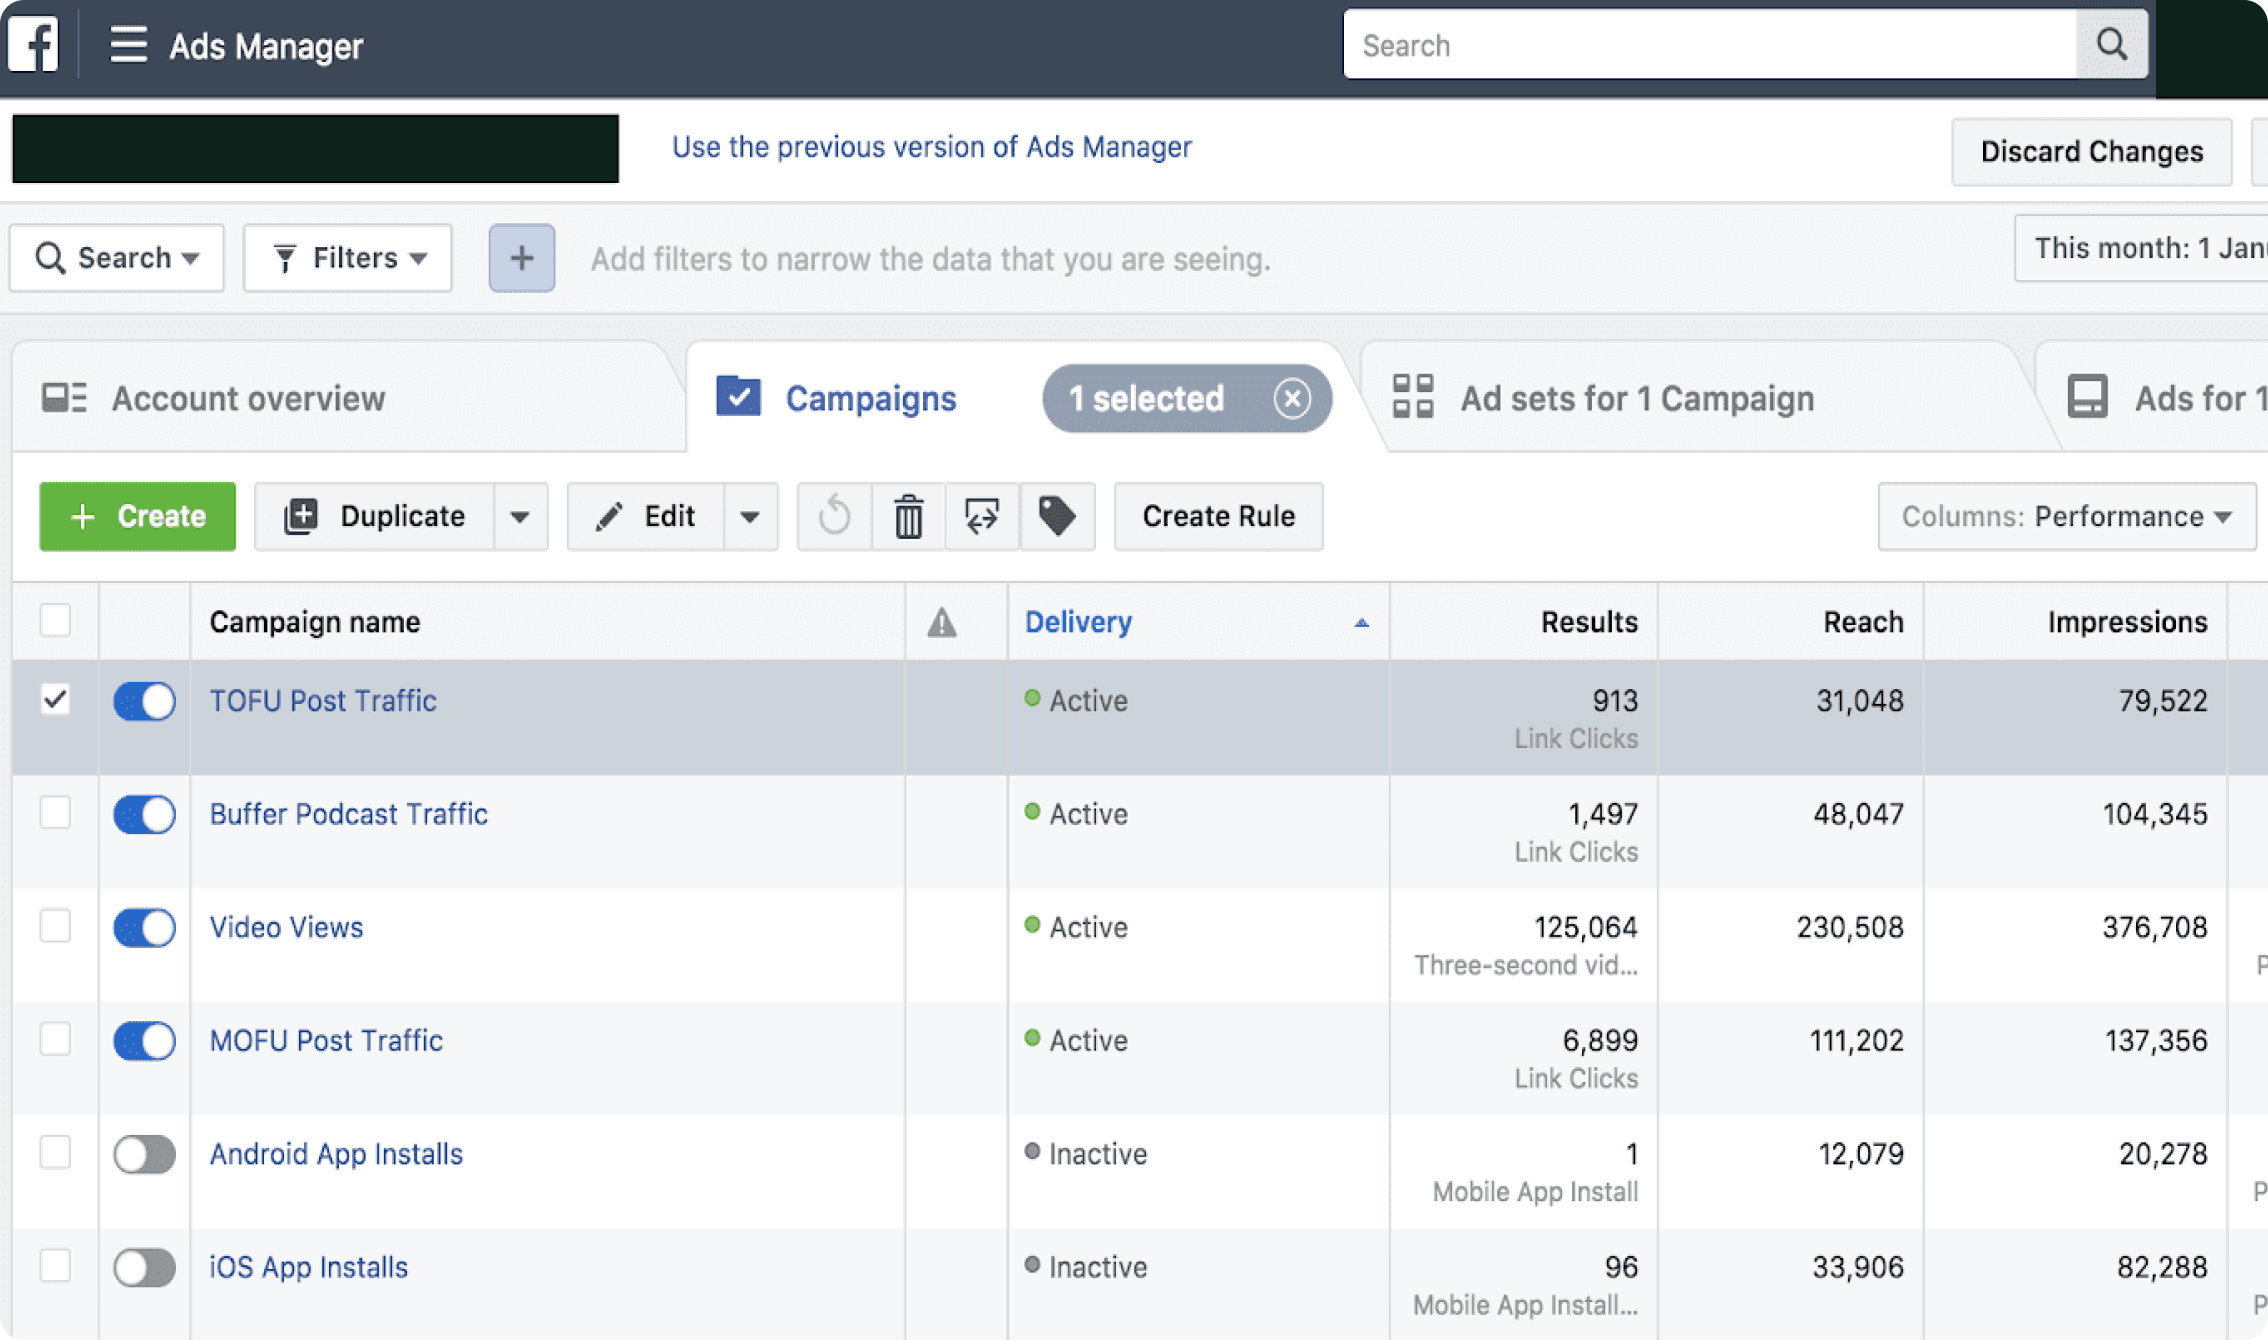 f Ads Manager Search
Use the previous version of Ads Manager Discard Changes
Search Filters + Add filters to narrow the data that you are seeing. This month: 1 Jan
Account overview Campaigns 1 selected Ad sets for 1 Campaign Ads for 1
+ Create Duplicate Edit Create Rule Columns: Performance
Campaign name Delivery Results Reach Impressions
TOFU Post Traffic Active 913 31,048 79,522
Link Clicks
Buffer Podcast Traffic Active 1,497 48,047 104,345
Link Clicks
Video Views Active 125,064 230,508 376,708
Three-second vid... P
MOFU Post Traffic Active 6,899 111,202 137,356
Link Clicks
Android App Installs Inactive 1 12,079 20,278
Mobile App Install P
iOS App Installs Inactive 96 33,906 82,288
Mobile App Install... P